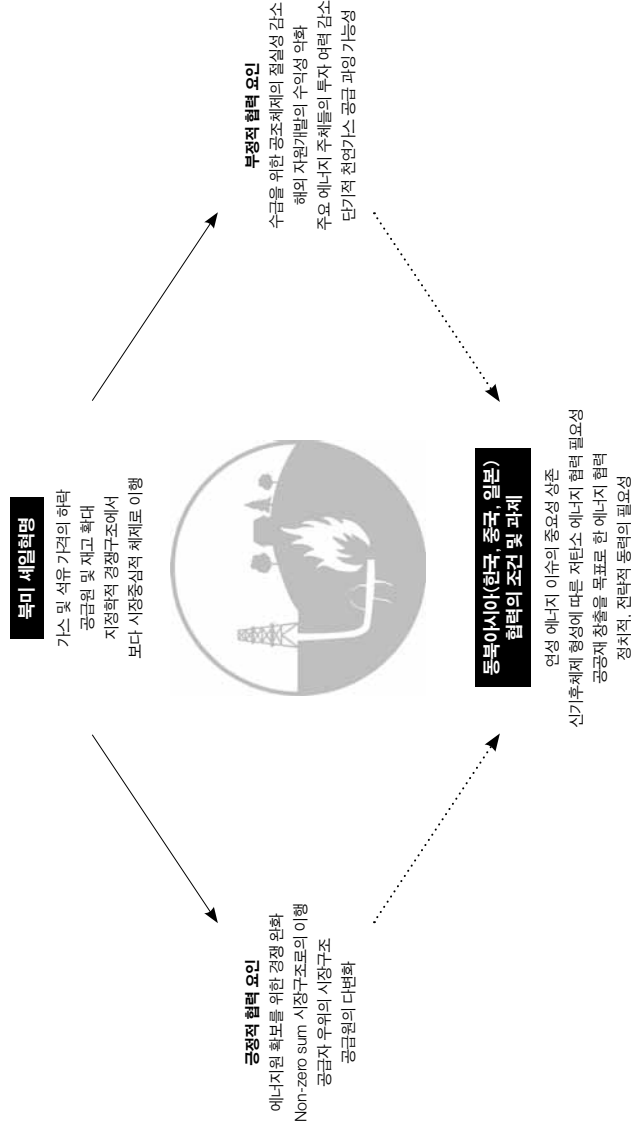 북미 셰일혁명
가스 및 석유 가격의 하락
공급원 및 재고 확대
지정학적 경쟁구조에서
보다 시장중심적 체제로 이행
긍정적 협력 요인
에너지원 확보를 위한 경쟁 완화
Non-zero sum 시장구조로의 이행
공급자 우위의 시장구조
공급원의 다변화
부정적 협력 요인
수급을 위한 공조체제의 절실성 감소
해외 자원개발의 수익성 악화
주요 에너지 주체들의 투자 여력 감소
단기적 천연가스 공급 과잉 가능성
동북아시아(한국, 중국, 일본)
협력의 조건 및 과제
연성 에너지 이슈의 중요성 상존
신기후체제 형성에 따른 저탄소 에너지 협력 필요성
공공재 창출을 목표로 한 에너지 협력
정치적, 전략적 동력의 필요성